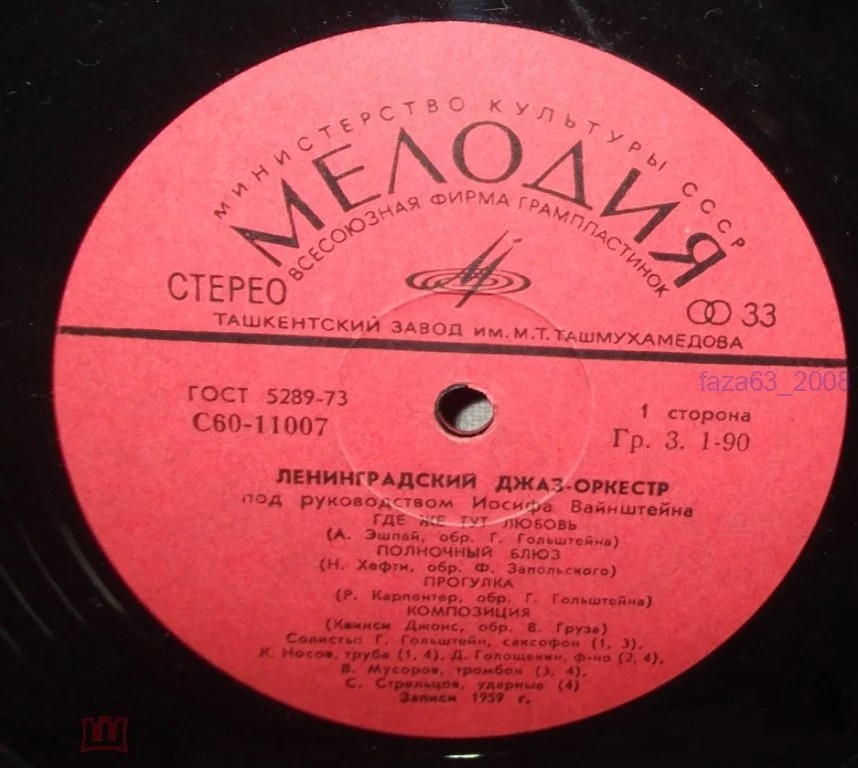 МИНИСТЕРСТВО КУЛЬТУРЫ СССР
МЕЛОДИЯ
ВСЕСОЮЗНАЯ ФИРМА ГРАМПЛАСТИНОК
СТЕРЕО
33
ТАШКЕНТСКИЙ ЗАВОД ИМ. М.Т. ТАШМУХАМЕДОВА
faza63_2008
ГОСТ 5289-73
1 сторона
С60-11007
Гр. 3. 1-90
ЛЕНИНГРАДСКИЙ ДЖАЗ-ОРКЕСТР
под руководством Иосифа Вайнштейна
ГДЕ ЖЕ ТУТ ЛЮБОВЬ
(А. Эшпай, обр. Г. Гольштейна)
ПОЛНОЧНЫЙ БЛЮЗ
(Н. Хефти, обр. Ф. Запольского)
ПРОГУЛКА
(Р. Карпентер, обр. Г. Гольштейна)
КОМПОЗИЦИЯ
(Квинси Джонс, обр. В. Груза)
Солисты: Г. Гольштейн, саксофон (1, 3),
К. Носов, труба (1, 4), Д. Голощекин, ф-но (2, 4),
В. Мусоров, тромбон (3, 4),
С. Стрельцов, ударные (4)
Записи 1959 г.